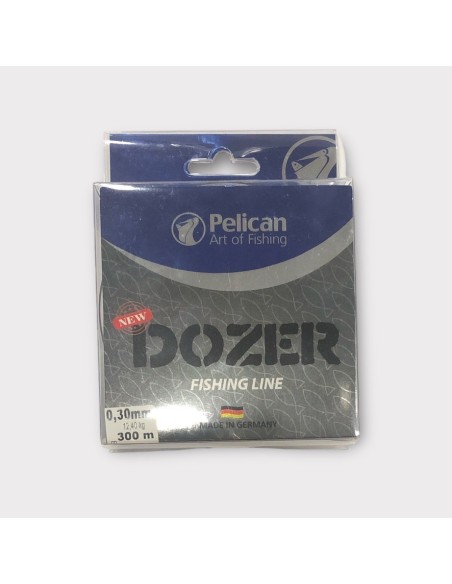 Pelican
Art of Fishing
NEW
DOZER
FISHING LINE
MADE IN GERMANY
0,30mm
12,40 kg
300 m